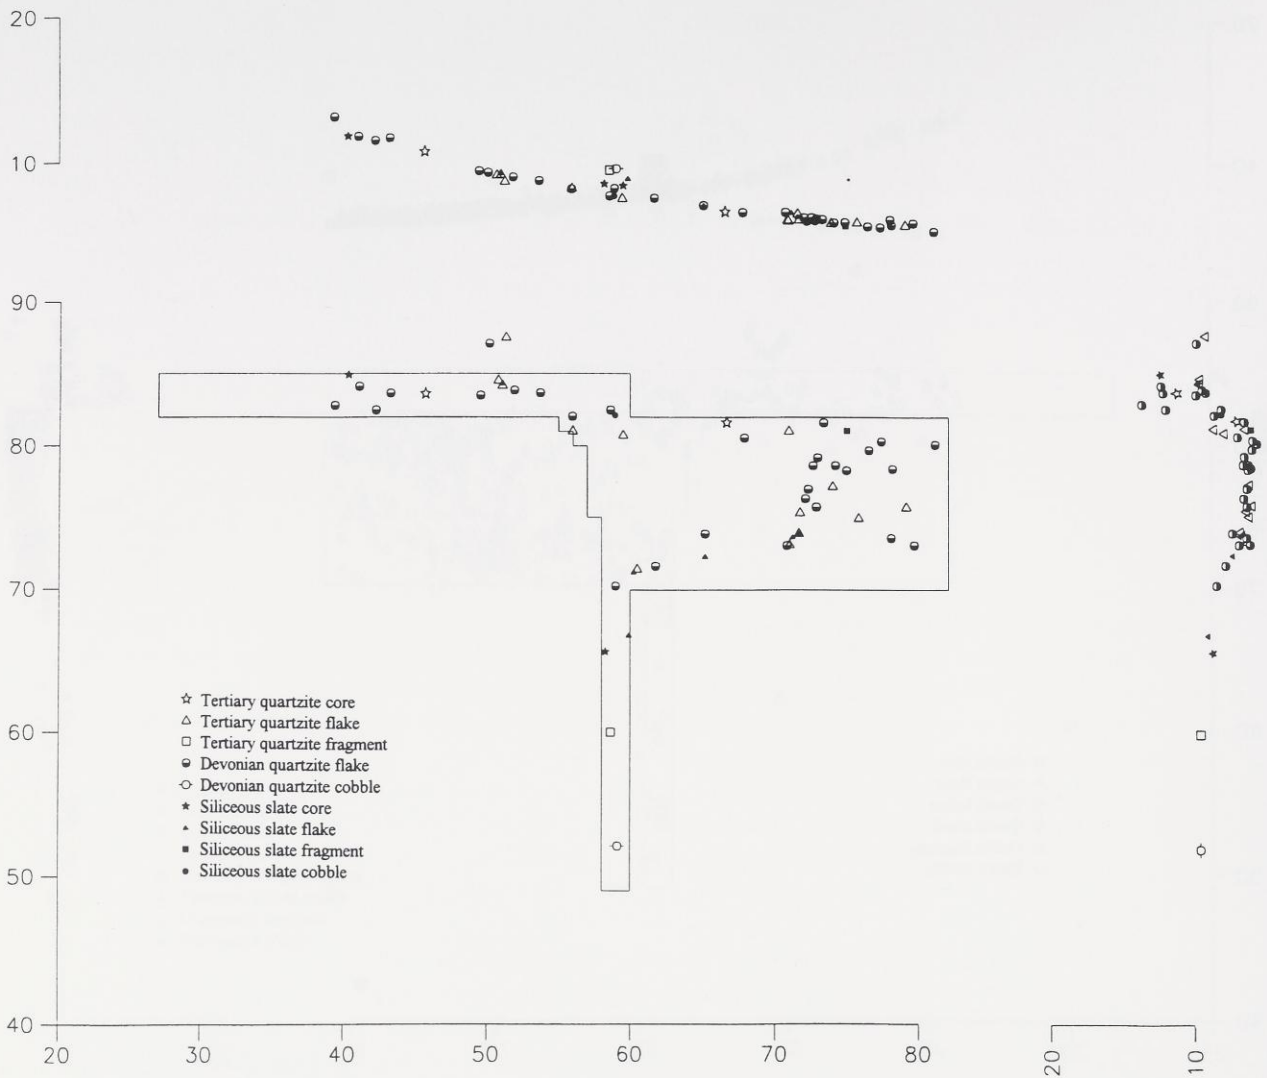 20
10
90
80
70
Tertiary quartzite core
Tertiary quartzite flake
Tertiary quartzite fragment
Devonian quartzite flake
Devonian quartzite cobble
Siliceous slate core
Siliceous slate flake
Siliceous slate fragment
Siliceous slate cobble
60
50
40
20 30 40 50 60 70 80 20 10